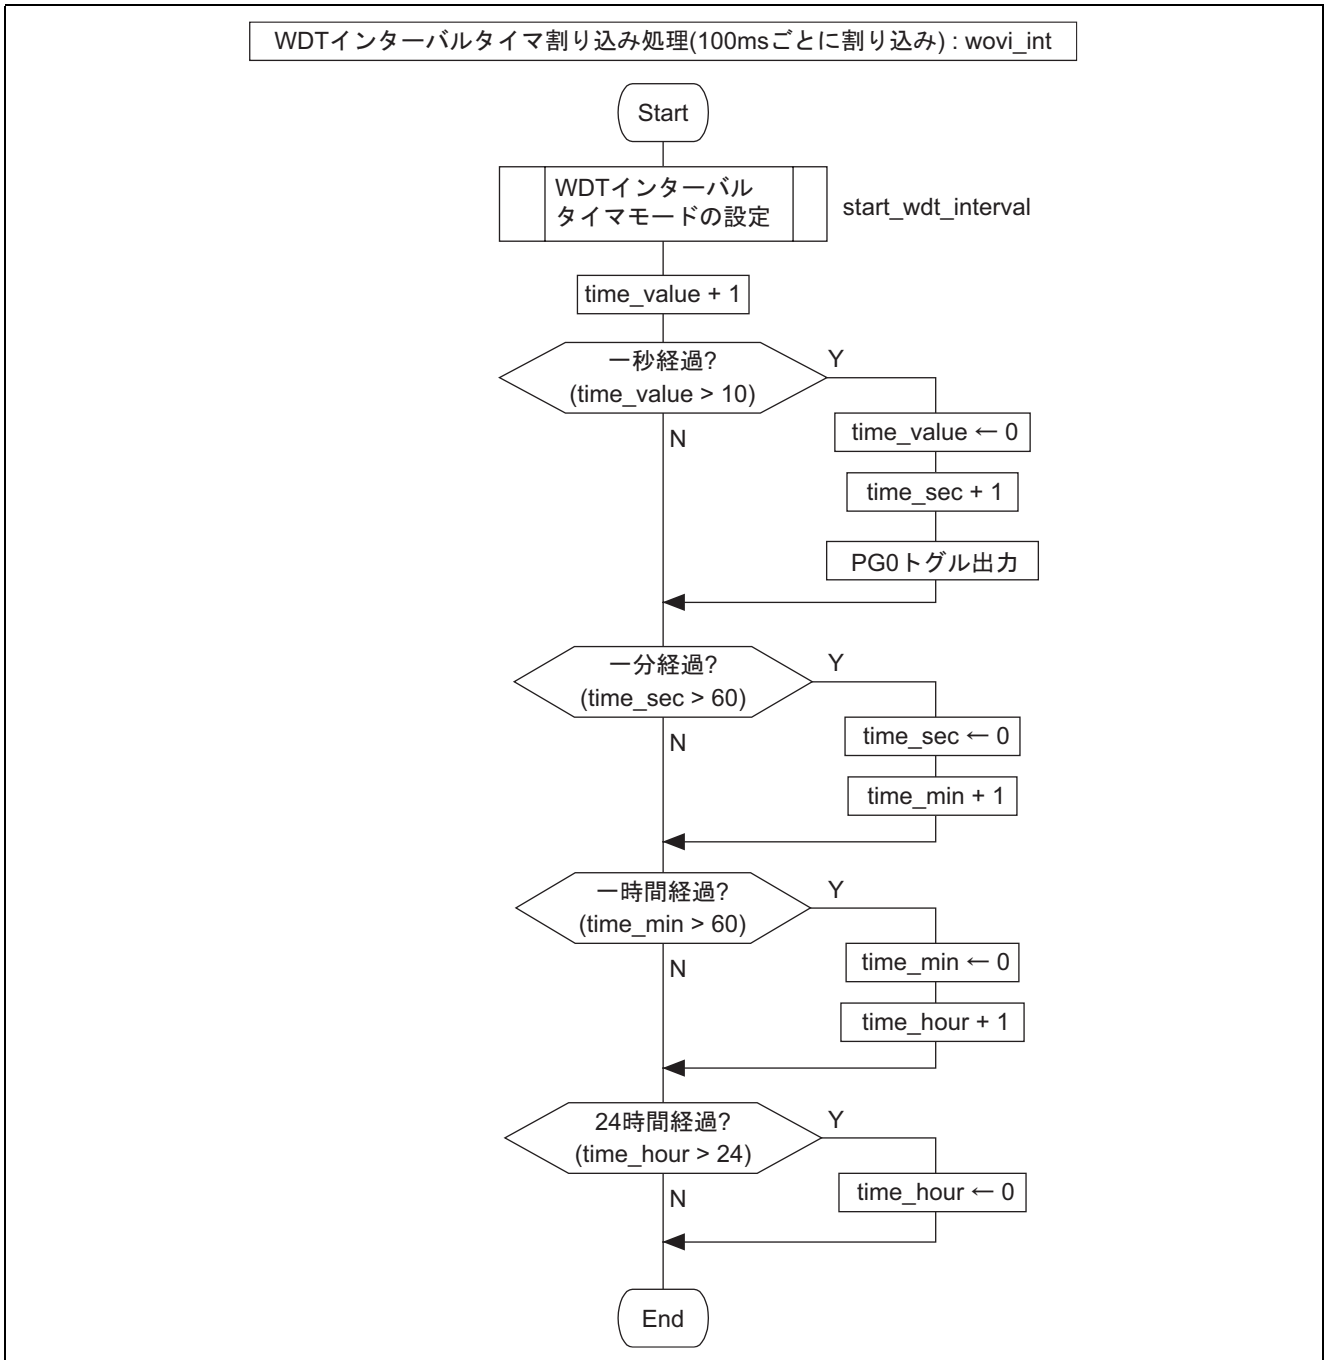 WDTインターバルタイマ割り込み処理(100msごとに割り込み) : wovi_int
Start
WDTインターバル
タイマモードの設定
start_wdt_interval
time_value + 1
一秒経過?
(time_value > 10)
Y
N
time_value ← 0
time_sec + 1
PG0トグル出力
一分経過?
(time_sec > 60)
Y
N
time_sec ← 0
time_min + 1
一時間経過?
(time_min > 60)
Y
N
time_min ← 0
time_hour + 1
24時間経過?
(time_hour > 24)
Y
N
time_hour ← 0
End